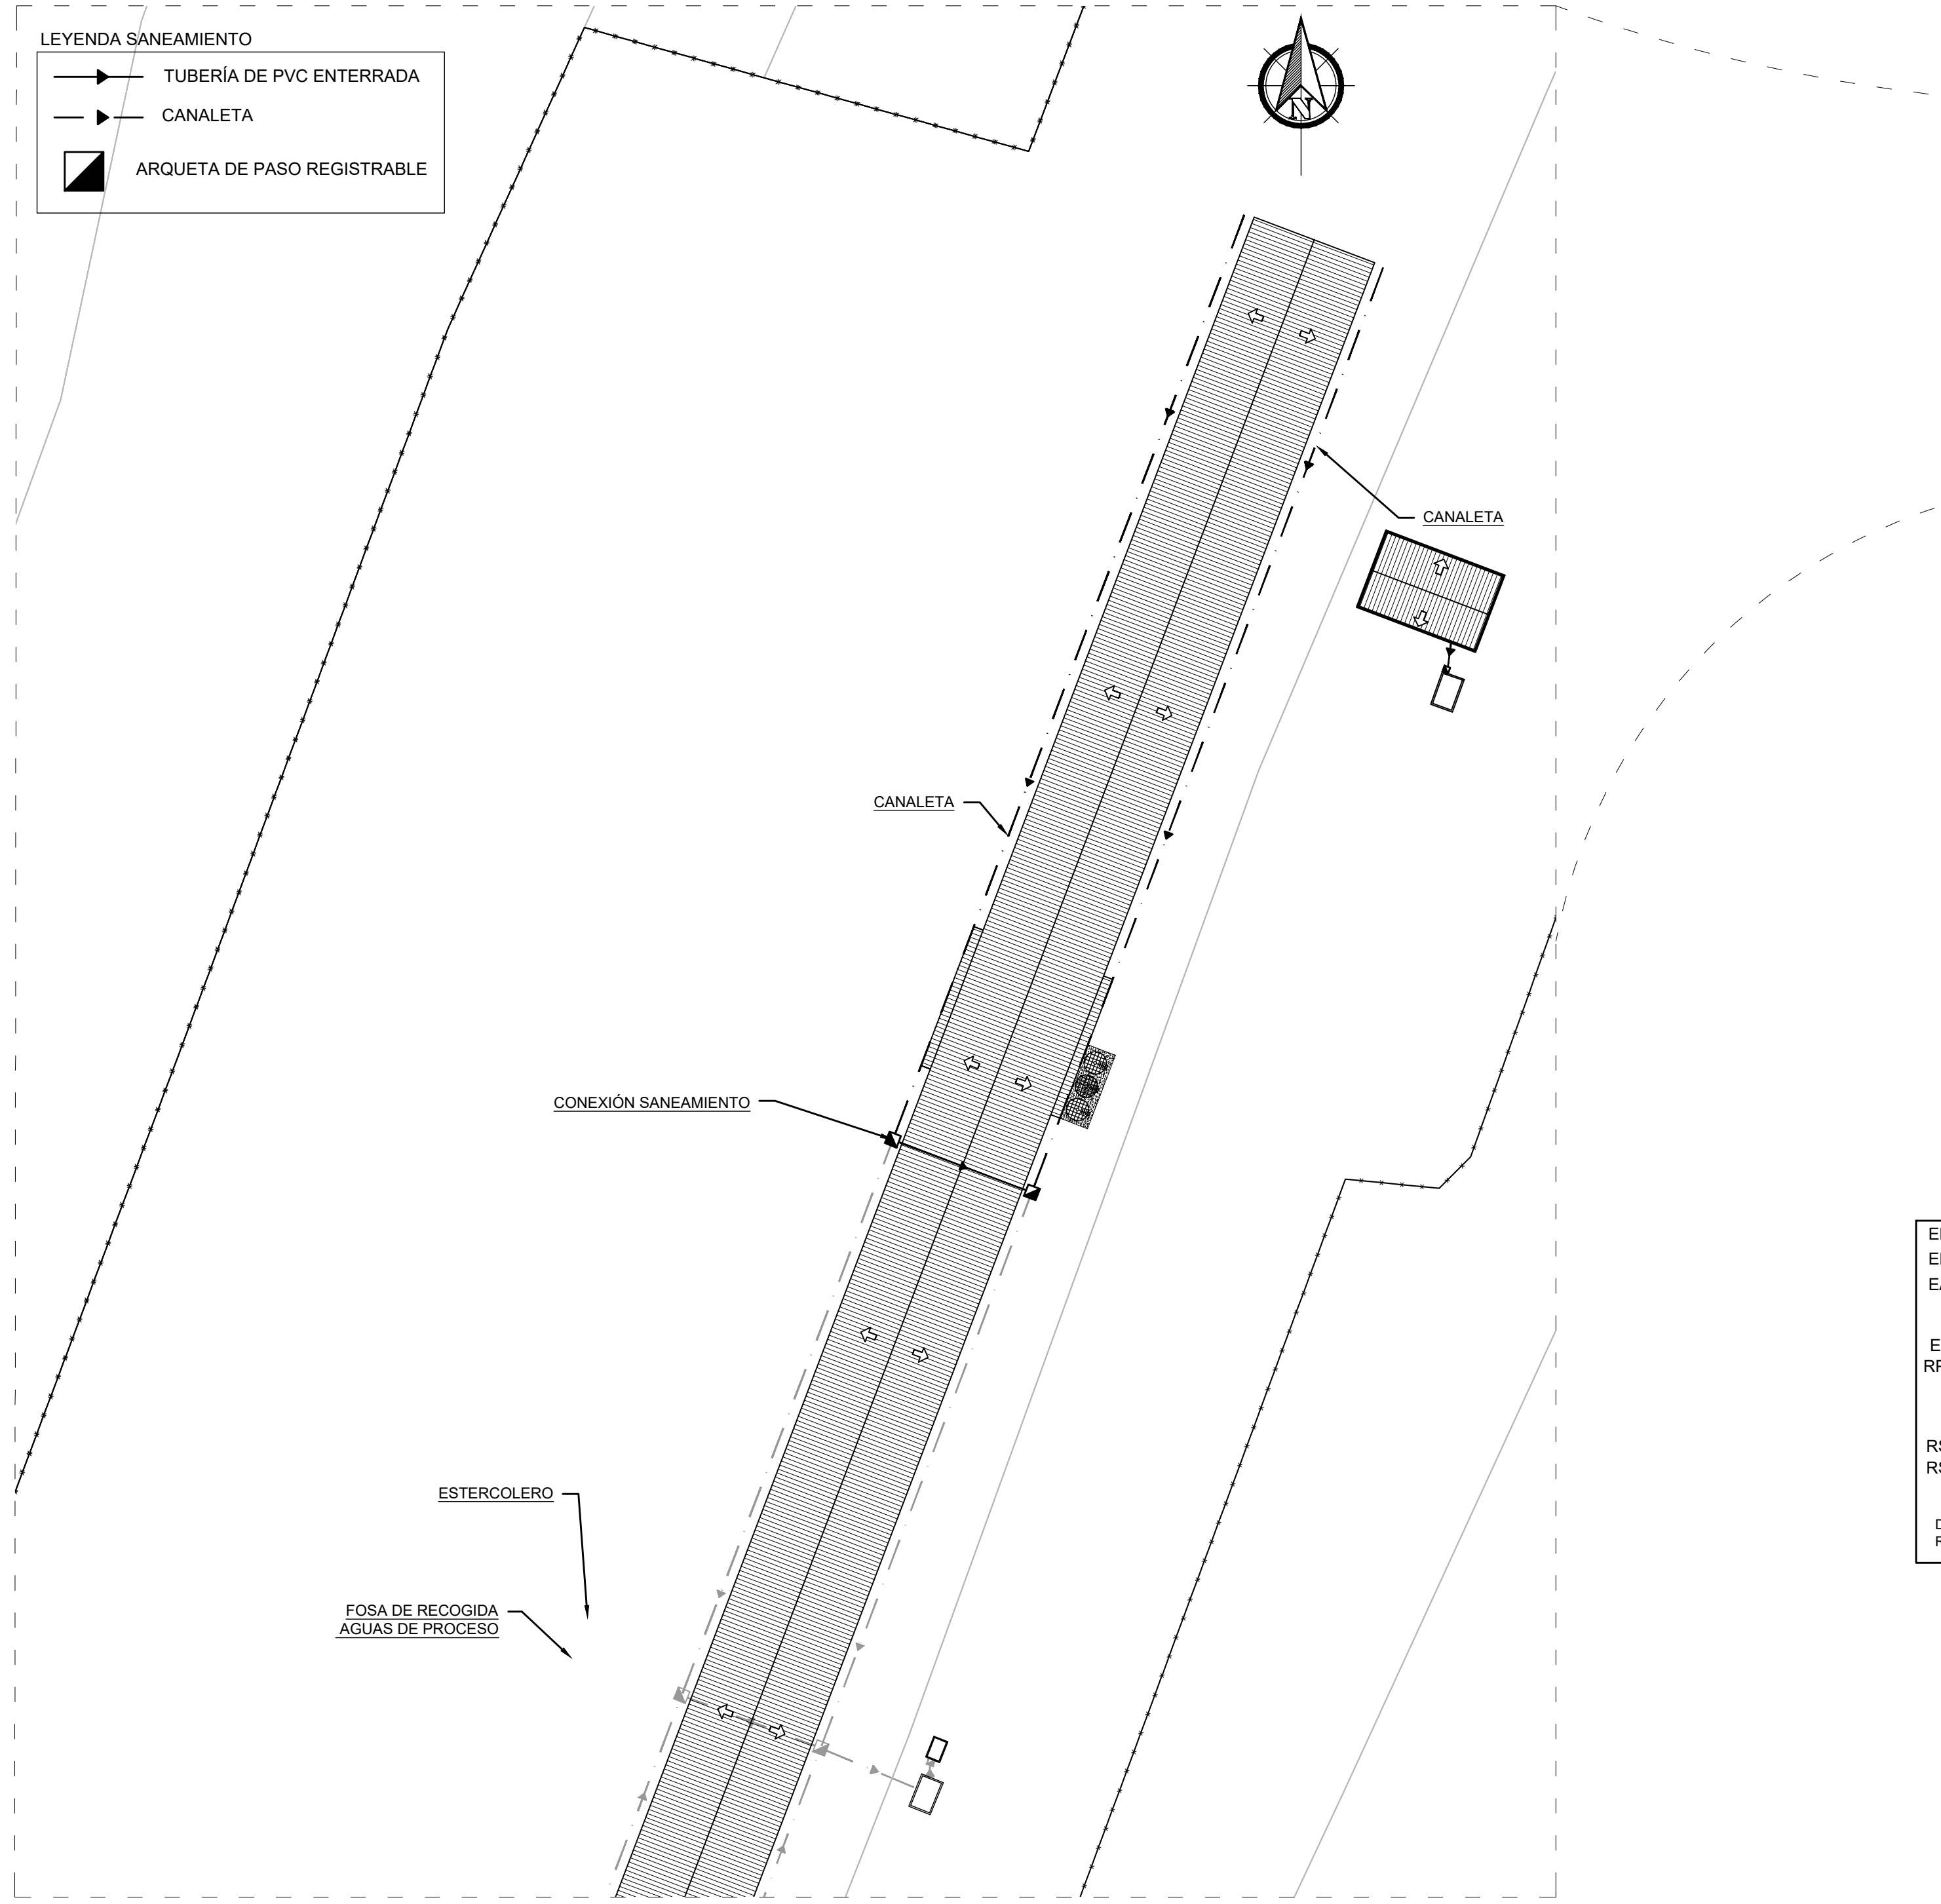 LEYENDA SANEAMIENTO
TUBERÍA DE PVC ENTERRADA
CANALETA
ARQUETA DE PASO REGISTRABLE
N
CANALETA
CANALETA
CONEXIÓN SANEAMIENTO
ESTERCOLERO
FOSA DE RECOGIDA
AGUAS DE PROCESO